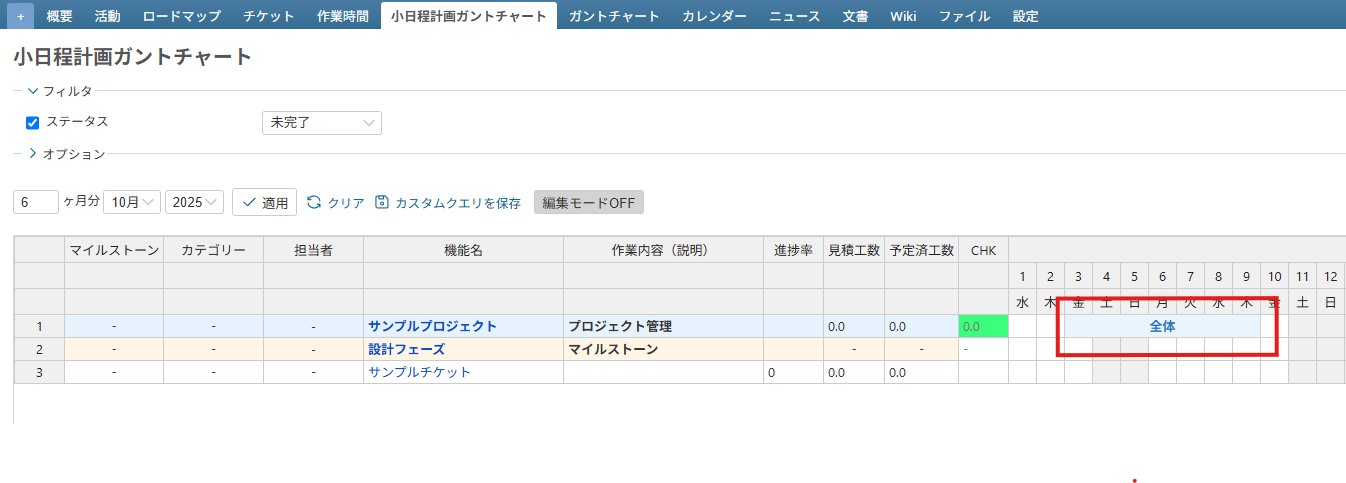 + 概要 活動 ロードマップ チケット 作業時間 小日程計画ガントチャート ガントチャート カレンダー ニュース 文書 Wiki ファイル 設定
小日程計画ガントチャート
フィルタ
ステータス 未完了
オプション
6 ヶ月分 10月 2025 適用 クリア カスタムクエリを保存 編集モードOFF
マイルストーン カテゴリー 担当者 機能名 作業内容（説明） 進捗率 見積工数 予定済工数 CHK
1 2 3 4 5 6 7 8 9 10 11 12
水 木 金 土 日 月 火 水 木 金 土 日
1 - - - サンプルプロジェクト プロジェクト管理 0.0 0.0 0.0 全体
2 - - - 設計フェーズ マイルストーン - - -
3 - - - サンプルチケット 0 0.0 0.0